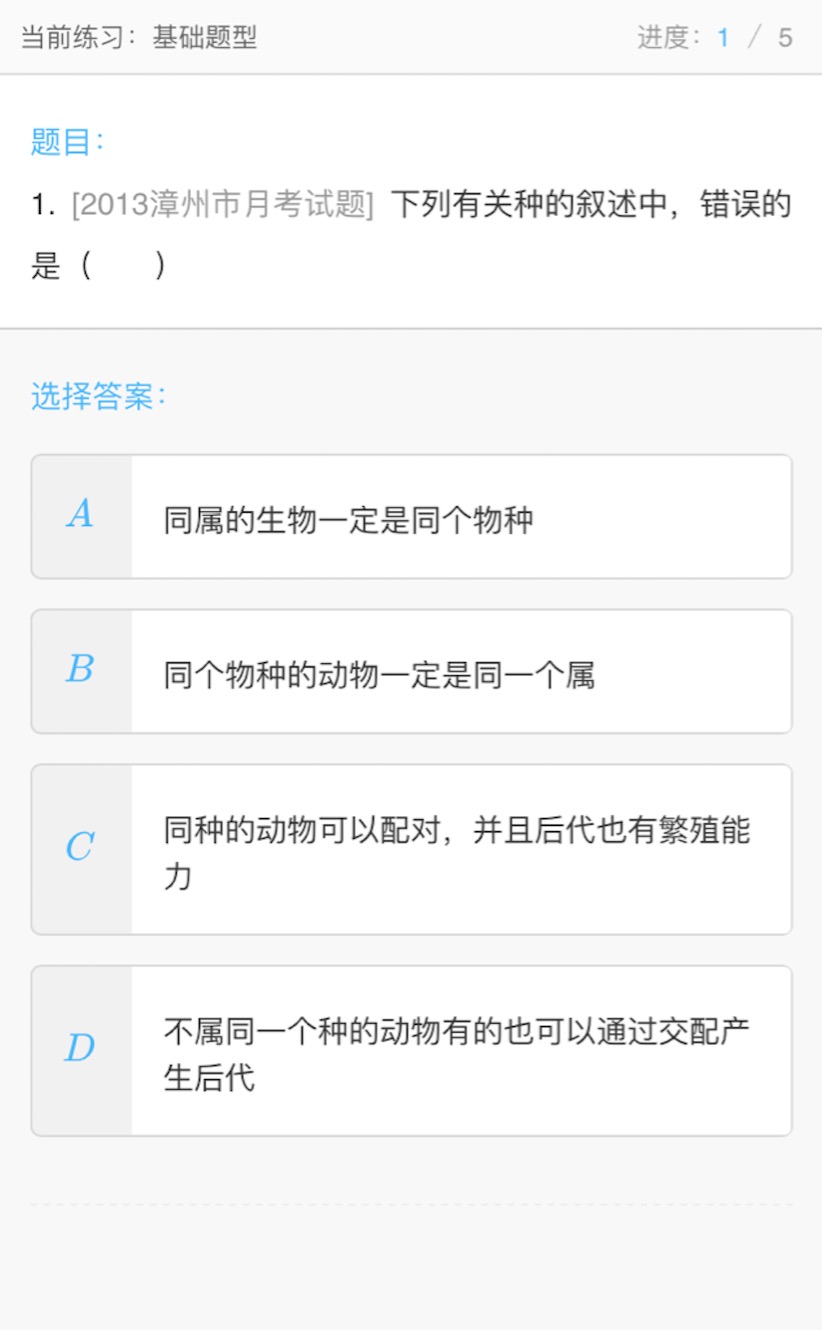 当前练习：基础题型
进度：1 / 5
题目：
1. [2013漳州市月考试题] 下列有关种的叙述中，错误的
是（　　）
选择答案：
A 同属的生物一定是同个物种
B 同个物种的动物一定是同一个属
C 同种的动物可以配对，并且后代也有繁殖能
力
D 不属同一个种的动物有的也可以通过交配产
生后代